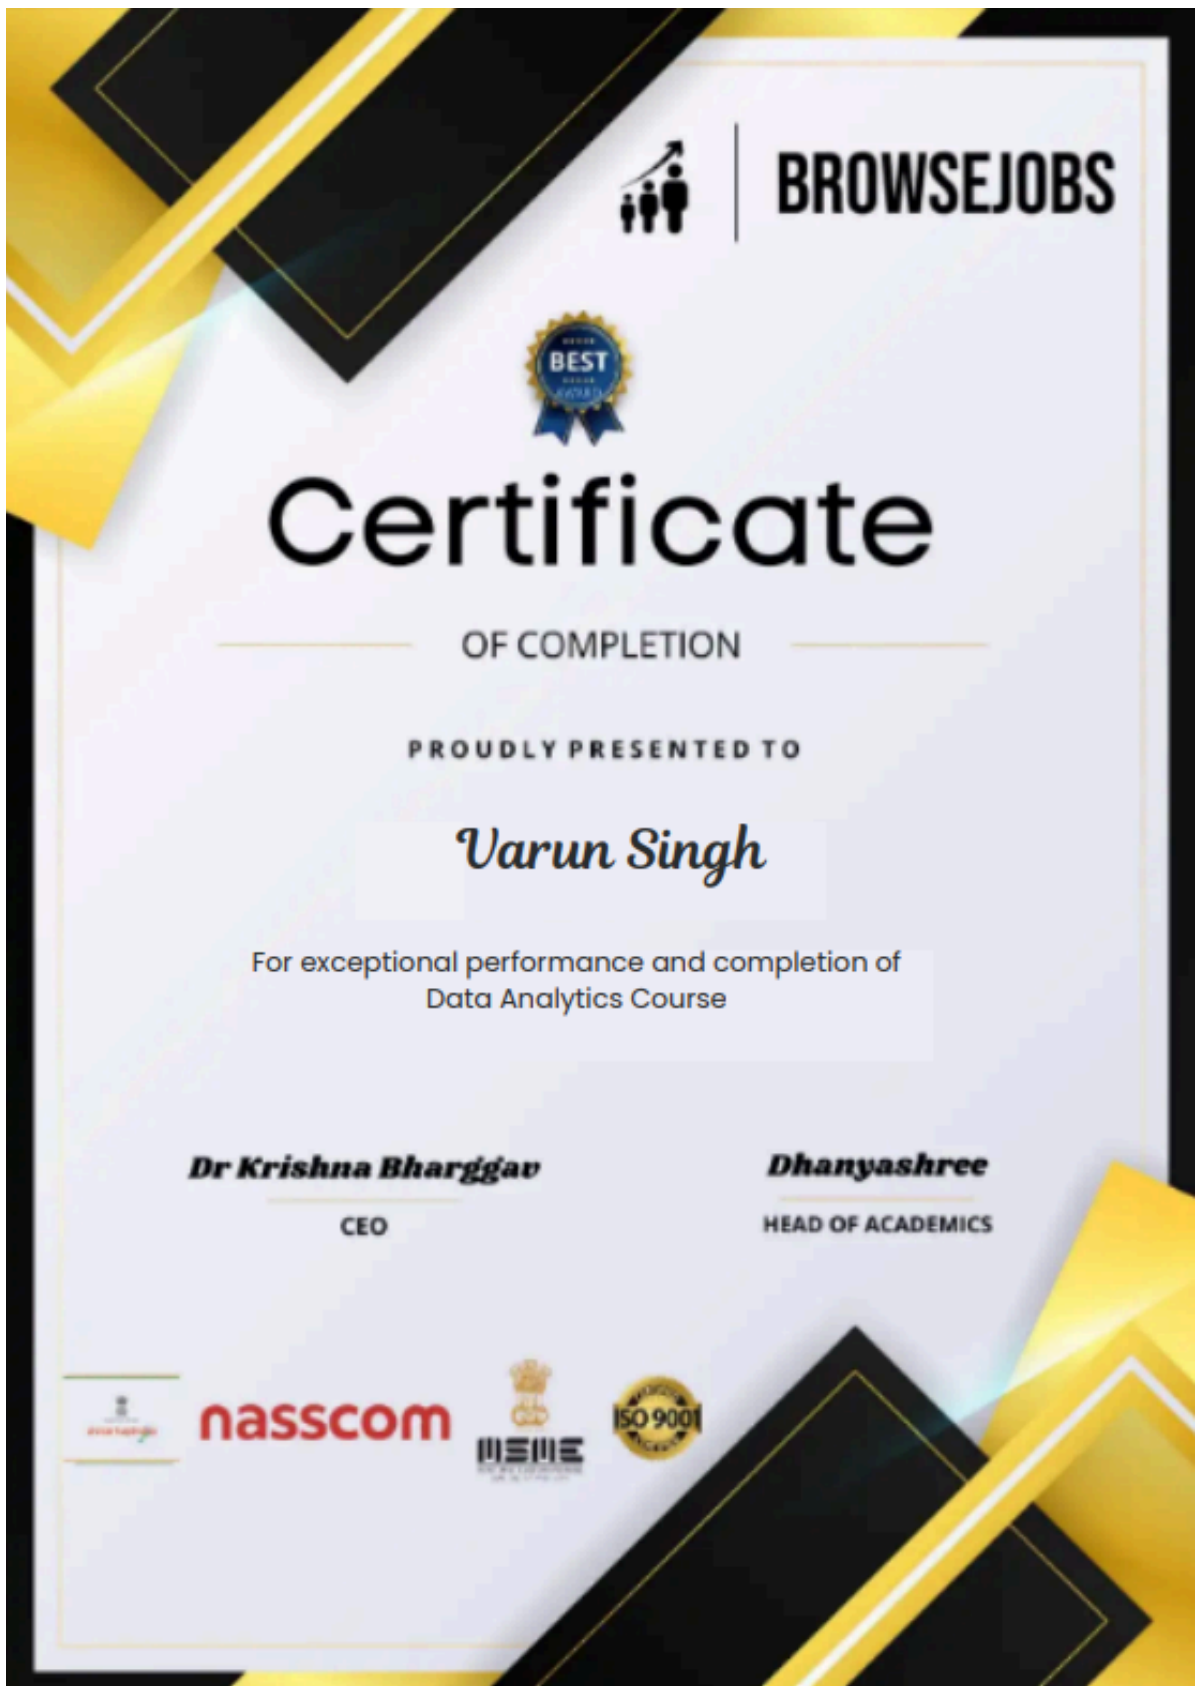 BROWSEJOBS
BEST
AWARD
Certificate
OF COMPLETION
PROUDLY PRESENTED TO
Varun Singh
For exceptional performance and completion of
Data Analytics Course
Dr Krishna Bharggav
Dhanyashree
CEO
HEAD OF ACADEMICS
nasscom
MSME
ISO 9001